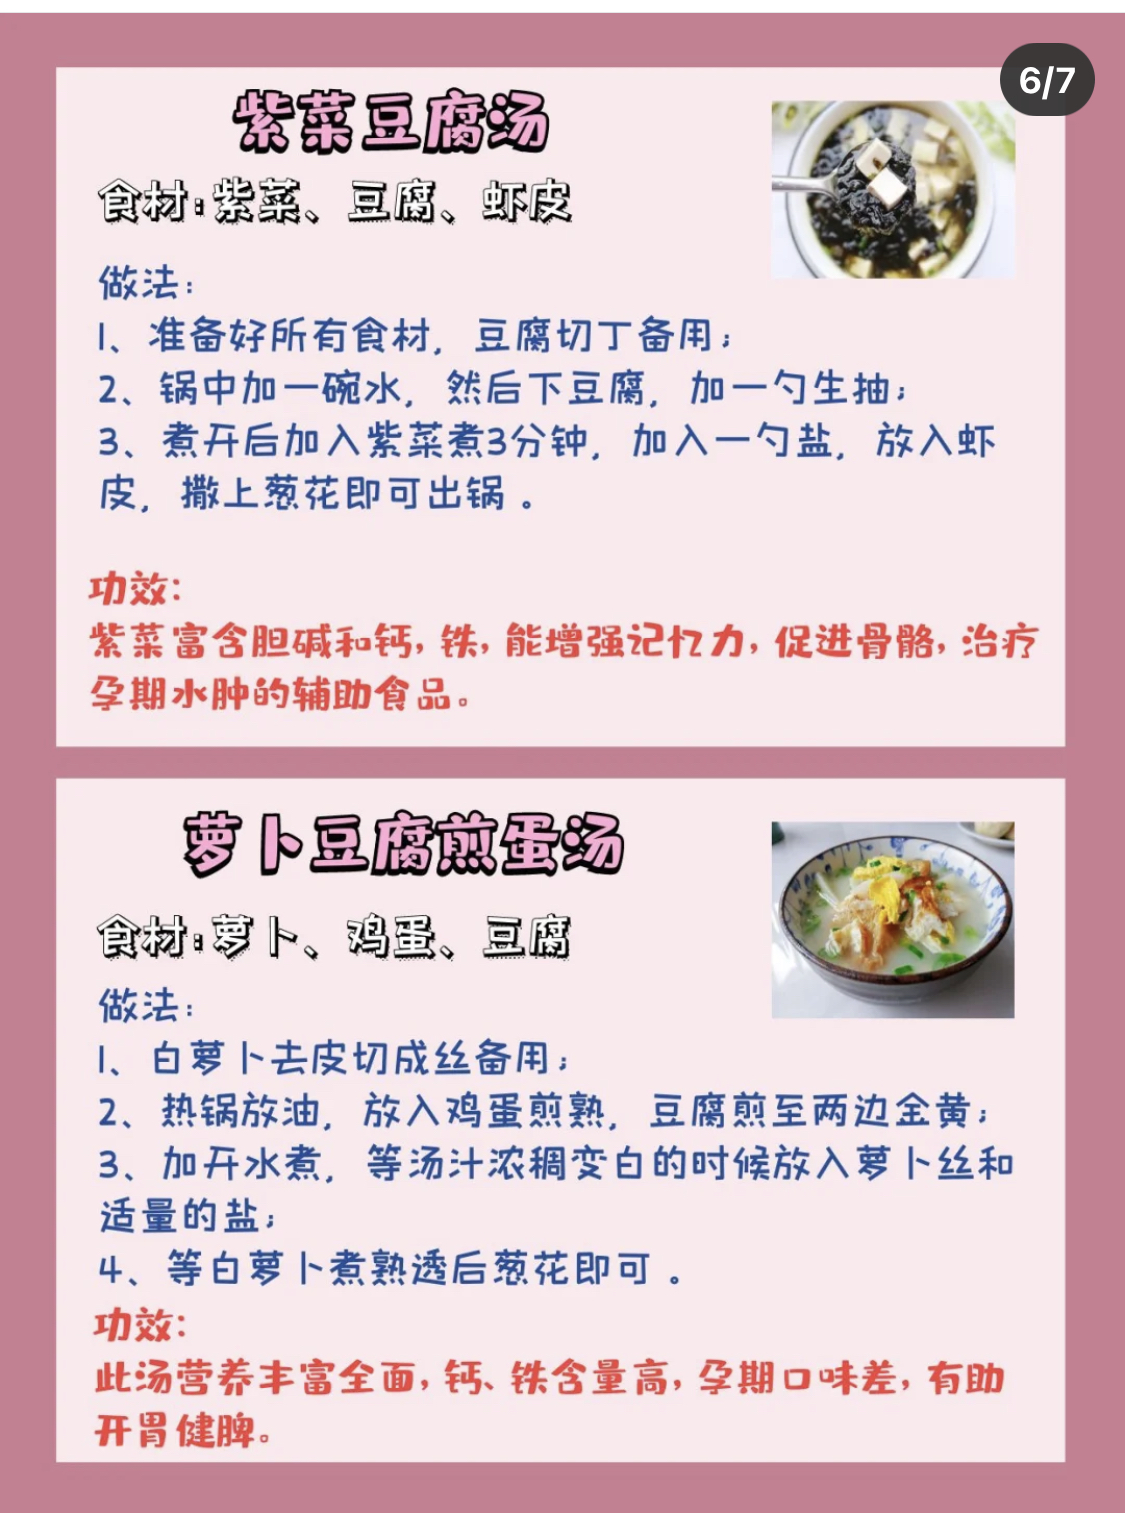 6/7
紫菜豆腐汤
食材:紫菜、豆腐、虾皮
做法:
1、准备好所有食材，豆腐切丁备用;
2、锅中加一碗水，然后下豆腐，加一勺生抽;
3、煮开后加入紫菜煮3分钟，加入一勺盐，放入虾
皮，撒上葱花即可出锅。
功效:
紫菜富含胆碱和钙,铁,能增强记忆力,促进骨骼,治疗
孕期水肿的辅助食品。
萝卜豆腐煎蛋汤
食材:萝卜、鸡蛋、豆腐
做法:
1、白萝卜去皮切成丝备用;
2、热锅放油，放入鸡蛋煎熟，豆腐煎至两边金黄;
3、加开水煮，等汤汁浓稠变白的时候放入萝卜丝和
适量的盐;
4、等白萝卜煮熟透后葱花即可。
功效:
此汤营养丰富全面,钙、铁含量高,孕期口味差,有助
开胃健脾。